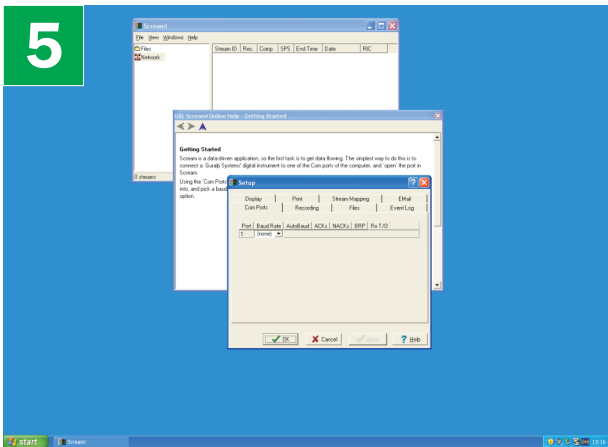 5
Scream!
File View Windows Help
Files
Network
Stream ID Rec. Comp. SPS End Time Date RIC
0 streams
GSL Scream! Online Help - Getting Started
Getting Started
Scream is a data-driven application, so the first task is to get data flowing. The simplest way to do this is to
connect a 'Guralp Systems' digital instrument to one of the Com ports of the computer, and 'open' the port in
Scream.
Using the 'Com Ports
into, and pick a baud
option.
Setup
Display Print Stream Mapping EMail
Com Ports Recording Files Event Log
Port Baud Rate AutoBaud ACKs NACKs BRP Rx T/O
1 (none)
OK Cancel Apply Help
start Scream! 13:16